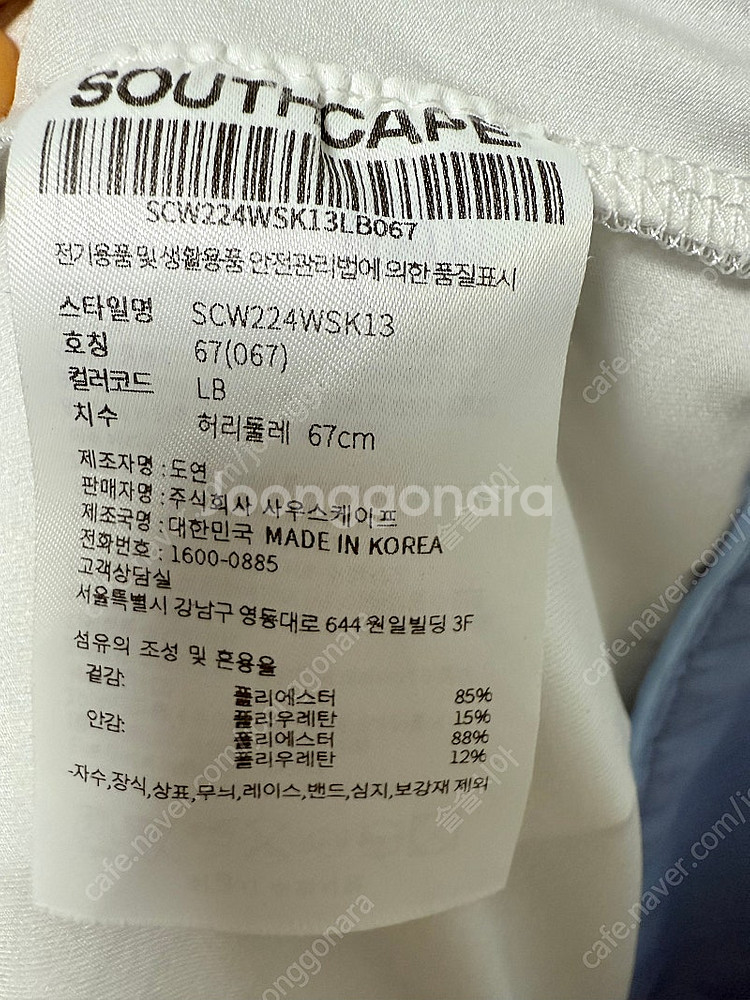 SOUTHCAPE
SCW224WSK13LB067
전기용품 및 생활용품 안전관리법에 의한 품질표시
스타일명 SCW224WSK13
호칭 67(067)
컬러코드 LB
치수 허리둘레 67cm
제조자명 : 도연
판매자명 : 주식회사 사우스케이프
제조국명 : 대한민국 MADE IN KOREA
전화번호 : 1600-0885
고객상담실
서울특별시 강남구 영동대로 644 원일빌딩 3F
섬유의 조성 및 혼용율
겉감:
폴리에스터 85%
안감: 폴리우레탄 15%
폴리에스터 88%
폴리우레탄 12%
-자수,장식,상표,무늬,레이스,밴드,심지,보강재 제외
Joonggonara